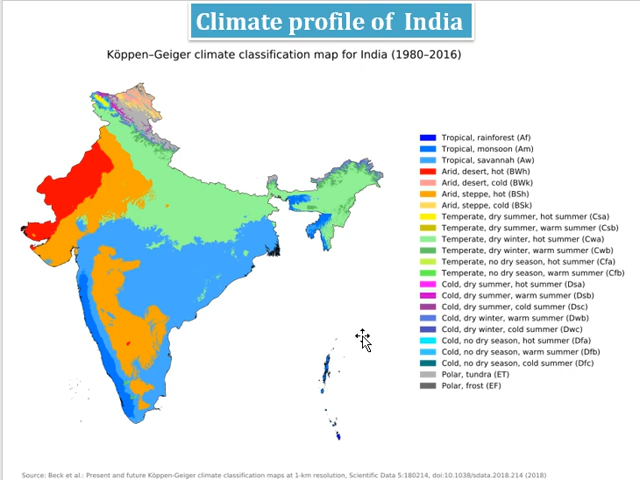 Climate profile of India
Köppen–Geiger climate classification map for India (1980–2016)
Tropical, rainforest (Af)
Tropical, monsoon (Am)
Tropical, savannah (Aw)
Arid, desert, hot (BWh)
Arid, desert, cold (BWk)
Arid, steppe, hot (BSh)
Arid, steppe, cold (BSk)
Temperate, dry summer, hot summer (Csa)
Temperate, dry summer, warm summer (Csb)
Temperate, dry winter, hot summer (Cwa)
Temperate, dry winter, warm summer (Cwb)
Temperate, no dry season, hot summer (Cfa)
Temperate, no dry season, warm summer (Cfb)
Cold, dry summer, hot summer (Dsa)
Cold, dry summer, warm summer (Dsb)
Cold, dry summer, cold summer (Dsc)
Cold, dry winter, warm summer (Dwb)
Cold, dry winter, cold summer (Dwc)
Cold, no dry season, hot summer (Dfa)
Cold, no dry season, warm summer (Dfb)
Cold, no dry season, cold summer (Dfc)
Polar, tundra (ET)
Polar, frost (EF)
Source: Beck et al.: Present and future Köppen-Geiger climate classification maps at 1-km resolution, Scientific Data 5:180214, doi:10.1038/sdata.2018.214 (2018)